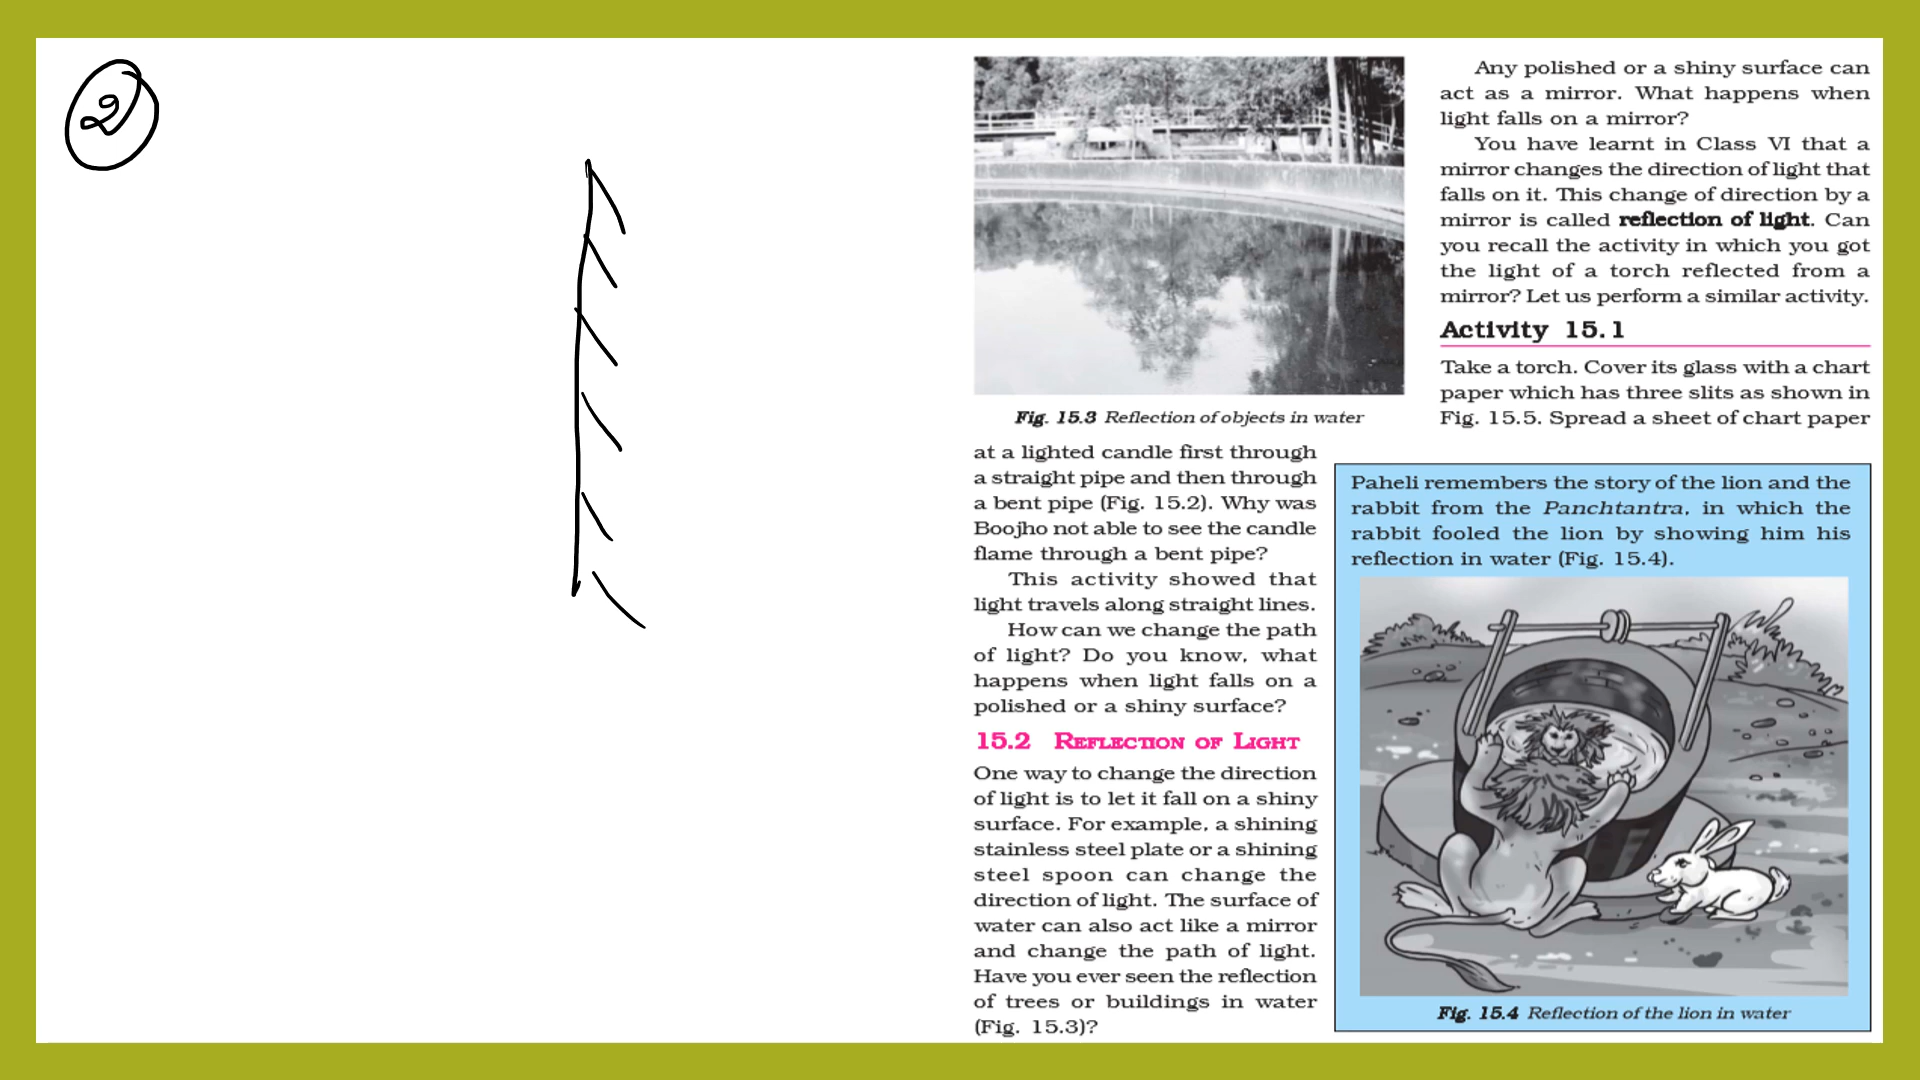 2
Fig. 15.3 Reflection of objects in water
at a lighted candle first through
a straight pipe and then through
a bent pipe (Fig. 15.2). Why was
Boojho not able to see the candle
flame through a bent pipe?
This activity showed that
light travels along straight lines.
How can we change the path
of light? Do you know, what
happens when light falls on a
polished or a shiny surface?
15.2 REFLECTION OF LIGHT
One way to change the direction
of light is to let it fall on a shiny
surface. For example, a shining
stainless steel plate or a shining
steel spoon can change the
direction of light. The surface of
water can also act like a mirror
and change the path of light.
Have you ever seen the reflection
of trees or buildings in water
(Fig. 15.3)?
Any polished or a shiny surface can
act as a mirror. What happens when
light falls on a mirror?
You have learnt in Class VI that a
mirror changes the direction of light that
falls on it. This change of direction by a
mirror is called reflection of light. Can
you recall the activity in which you got
the light of a torch reflected from a
mirror? Let us perform a similar activity.
Activity 15.1
Take a torch. Cover its glass with a chart
paper which has three slits as shown in
Fig. 15.5. Spread a sheet of chart paper
Paheli remembers the story of the lion and the
rabbit from the Panchtantra, in which the
rabbit fooled the lion by showing him his
reflection in water (Fig. 15.4).
Fig. 15.4 Reflection of the lion in water